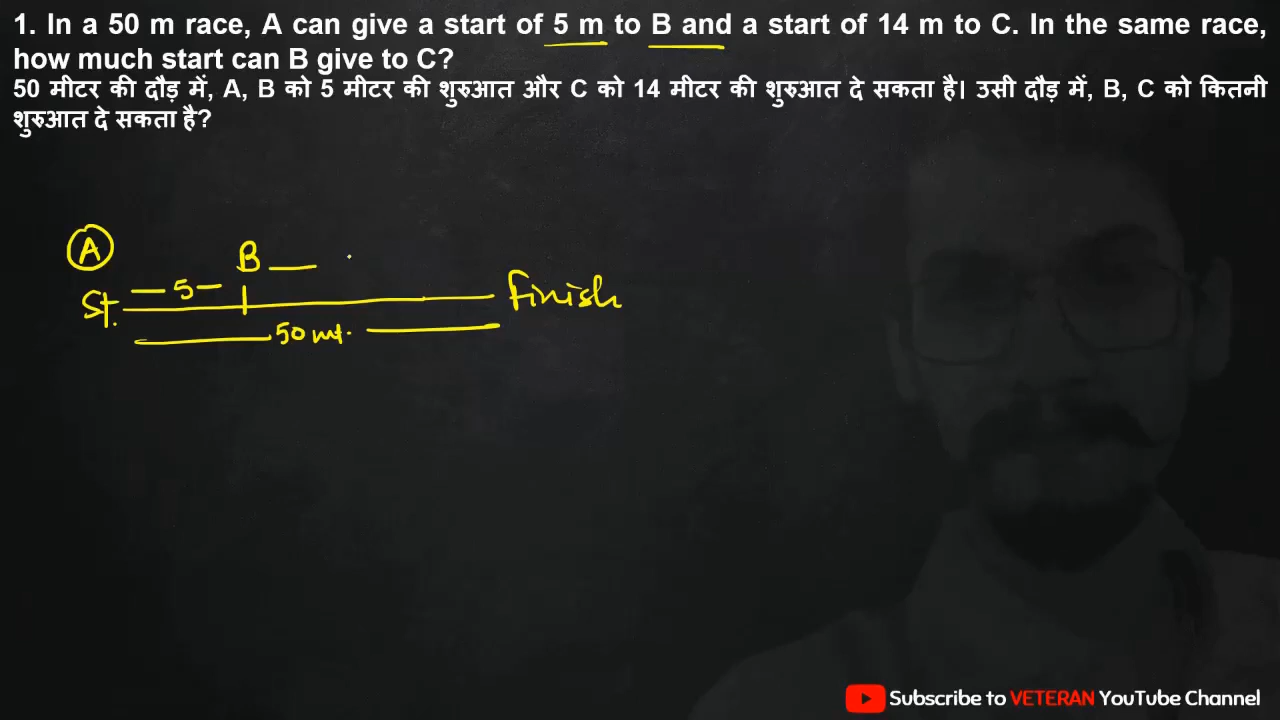 1. In a 50 m race, A can give a start of 5 m to B and a start of 14 m to C. In the same race,
how much start can B give to C?
50 मीटर की दौड़ में, A, B को 5 मीटर की शुरुआत और C को 14 मीटर की शुरुआत दे सकता है। उसी दौड़ में, B, C को कितनी
शुरुआत दे सकता है?
A B
5
St. finish
50 mt.
Subscribe to VETERAN YouTube Channel